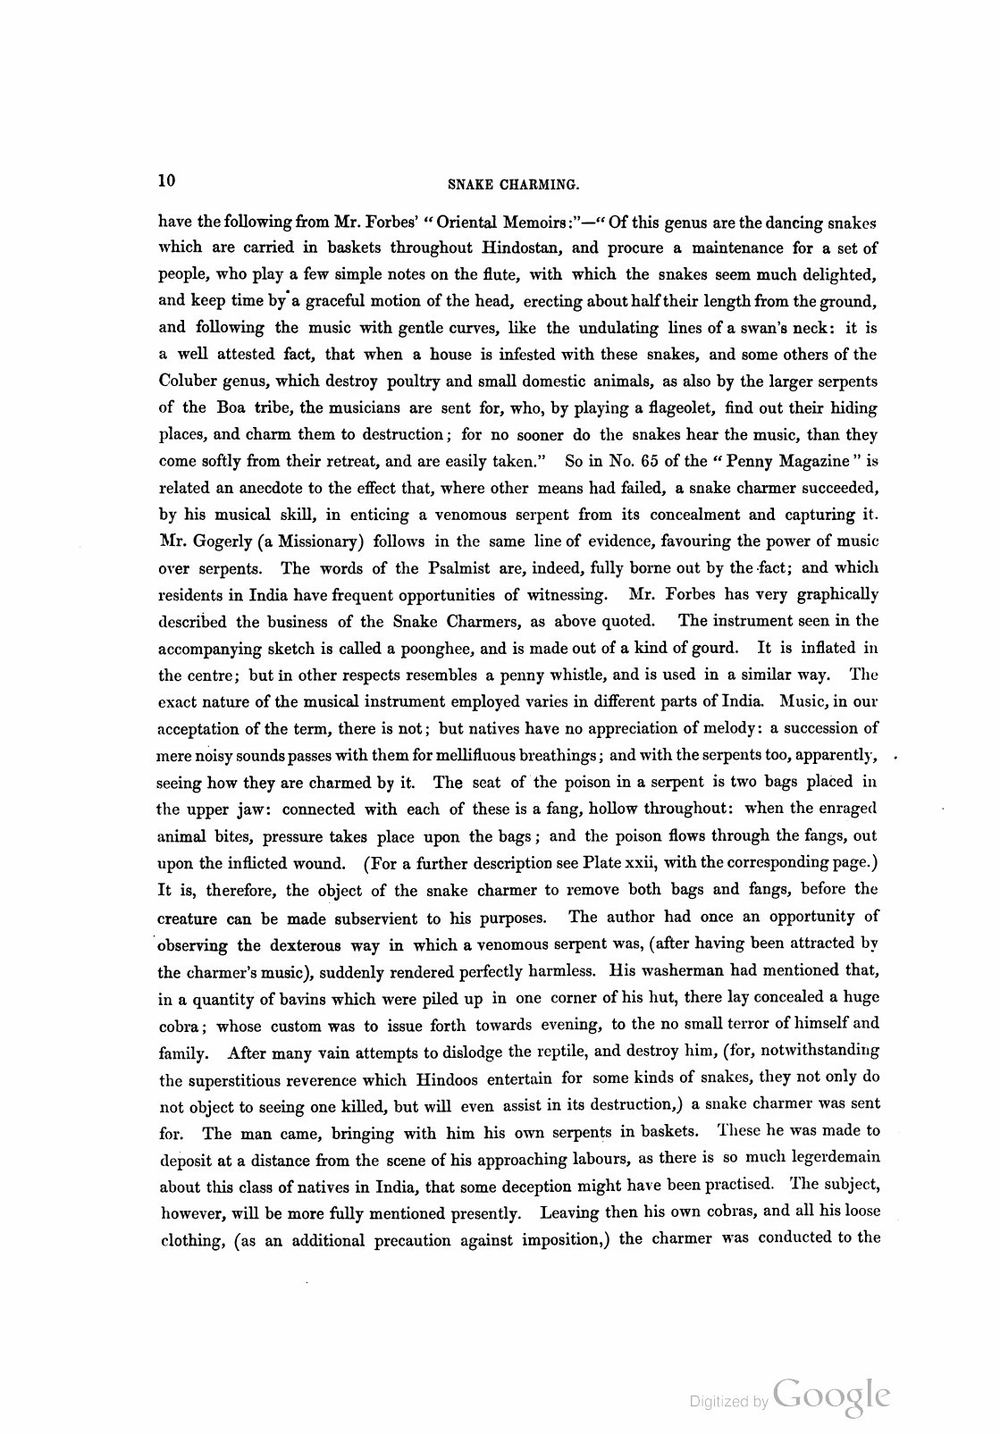 10
SNAKE CHARMING.
have the following from Mr. Forbes' “ Oriental Memoirs:”—“ Of this genus are the dancing snakes
which are carried in baskets throughout Hindostan, and procure a maintenance for a set of
people, who play a few simple notes on the flute, with which the snakes seem much delighted,
and keep time by a graceful motion of the head, erecting about half their length from the ground,
and following the music with gentle curves, like the undulating lines of a swan's neck: it is
a well attested fact, that when a house is infested with these snakes, and some others of the
Coluber genus, which destroy poultry and small domestic animals, as also by the larger serpents
of the Boa tribe, the musicians are sent for, who, by playing a flageolet, find out their hiding
places, and charm them to destruction; for no sooner do the snakes hear the music, than they
come softly from their retreat, and are easily taken.” So in No. 65 of the “ Penny Magazine ” is
related an anecdote to the effect that, where other means had failed, a snake charmer succeeded,
by his musical skill, in enticing a venomous serpent from its concealment and capturing it.
Mr. Gogerly (a Missionary) follows in the same line of evidence, favouring the power of music
over serpents. The words of the Psalmist are, indeed, fully borne out by the fact; and which
residents in India have frequent opportunities of witnessing. Mr. Forbes has very graphically
described the business of the Snake Charmers, as above quoted. The instrument seen in the
accompanying sketch is called a poonghee, and is made out of a kind of gourd. It is inflated in
the centre; but in other respects resembles a penny whistle, and is used in a similar way. The
exact nature of the musical instrument employed varies in different parts of India. Music, in our
acceptation of the term, there is not; but natives have no appreciation of melody: a succession of
mere noisy sounds passes with them for mellifluous breathings; and with the serpents too, apparently,
seeing how they are charmed by it. The seat of the poison in a serpent is two bags placed in
the upper jaw: connected with each of these is a fang, hollow throughout: when the enraged
animal bites, pressure takes place upon the bags; and the poison flows through the fangs, out
upon the inflicted wound. (For a further description see Plate xxii, with the corresponding page.)
It is, therefore, the object of the snake charmer to remove both bags and fangs, before the
creature can be made subservient to his purposes. The author had once an opportunity of
observing the dexterous way in which a venomous serpent was, (after having been attracted by
the charmer's music), suddenly rendered perfectly harmless. His washerman had mentioned that,
in a quantity of bavins which were piled up in one corner of his hut, there lay concealed a huge
cobra; whose custom was to issue forth towards evening, to the no small terror of himself and
family. After many vain attempts to dislodge the reptile, and destroy him, (for, notwithstanding
the superstitious reverence which Hindoos entertain for some kinds of snakes, they not only do
not object to seeing one killed, but will even assist in its destruction,) a snake charmer was sent
for. The man came, bringing with him his own serpents in baskets. These he was made to
deposit at a distance from the scene of his approaching labours, as there is so much legerdemain
about this class of natives in India, that some deception might have been practised. The subject,
however, will be more fully mentioned presently. Leaving then his own cobras, and all his loose
clothing, (as an additional precaution against imposition,) the charmer was conducted to the
Digitized by Google